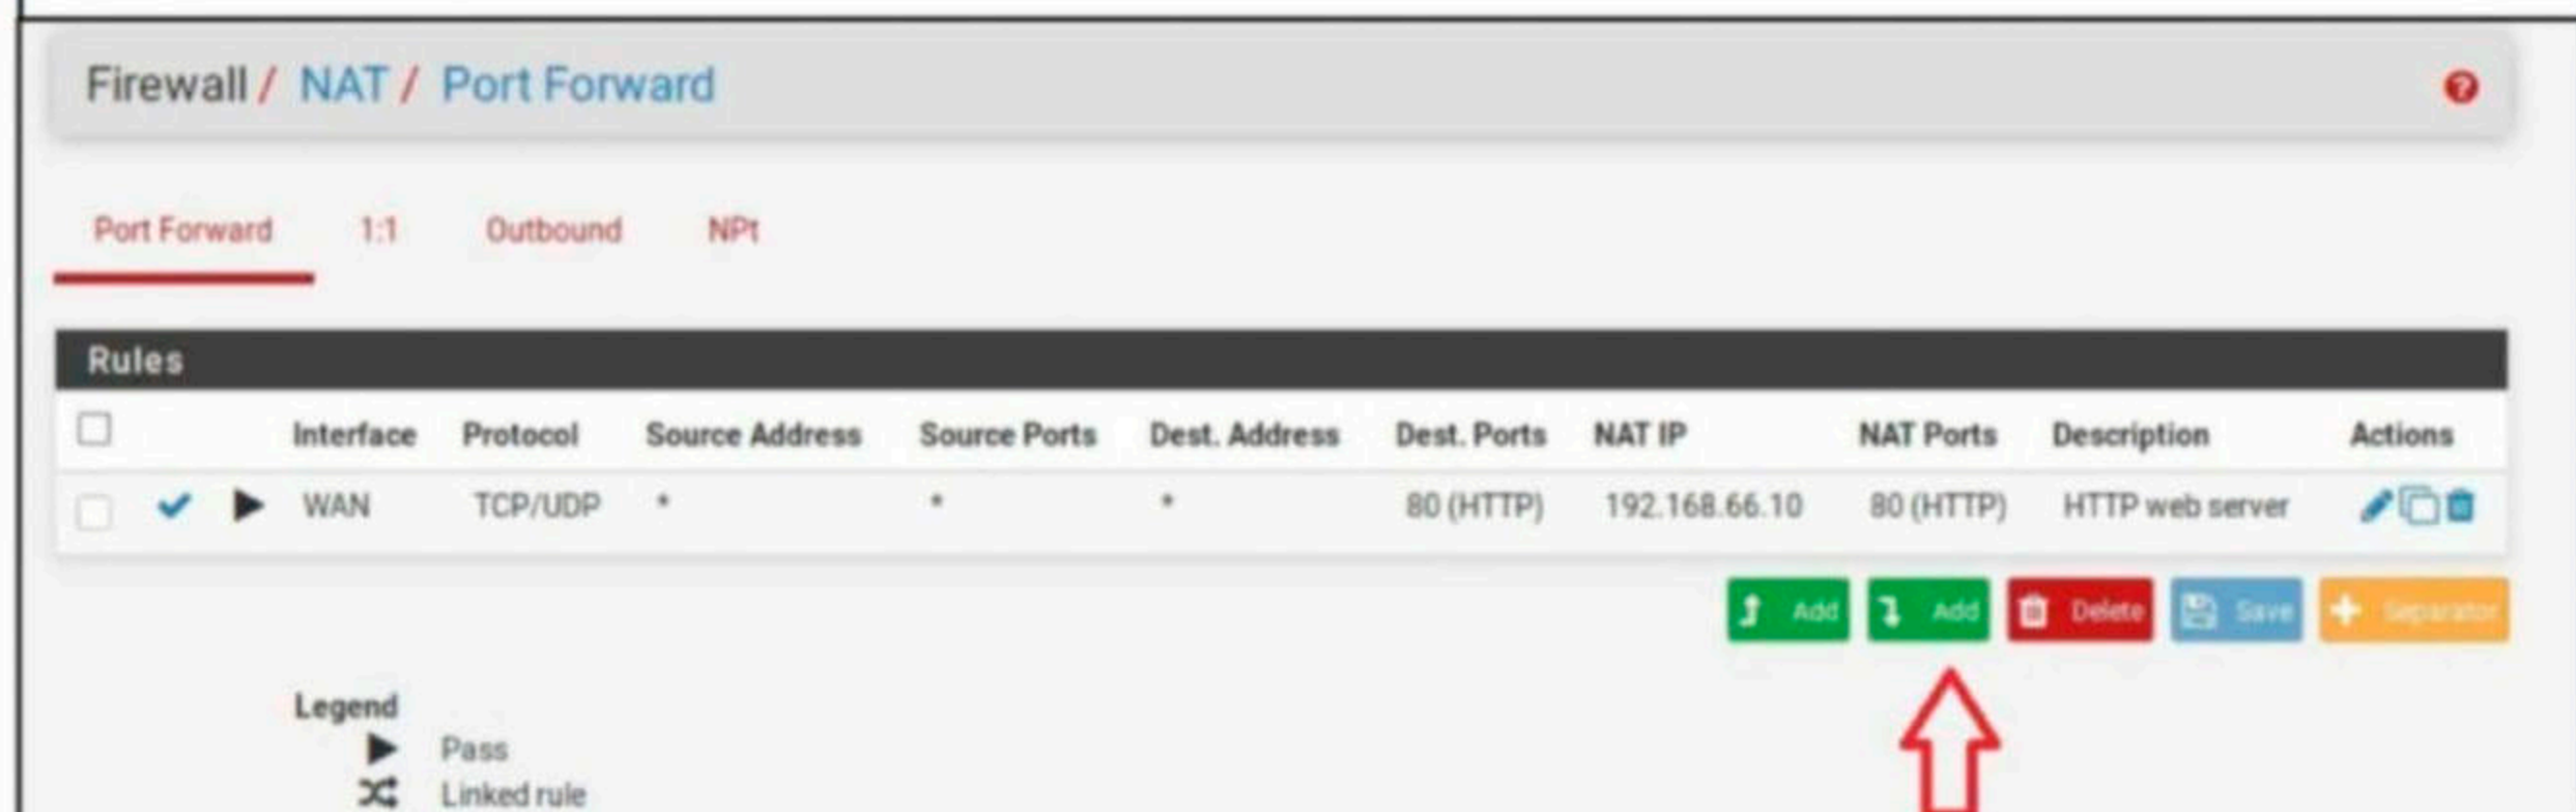 Firewall / NAT / Port Forward
Port Forward 1:1 Outbound NPt
Rules
Interface Protocol Source Address Source Ports Dest. Address Dest. Ports NAT IP NAT Ports Description Actions
WAN TCP/UDP * * * 80 (HTTP) 192.168.66.10 80 (HTTP) HTTP web server
Add Add Delete Save Separator
Legend
Pass
Linked rule